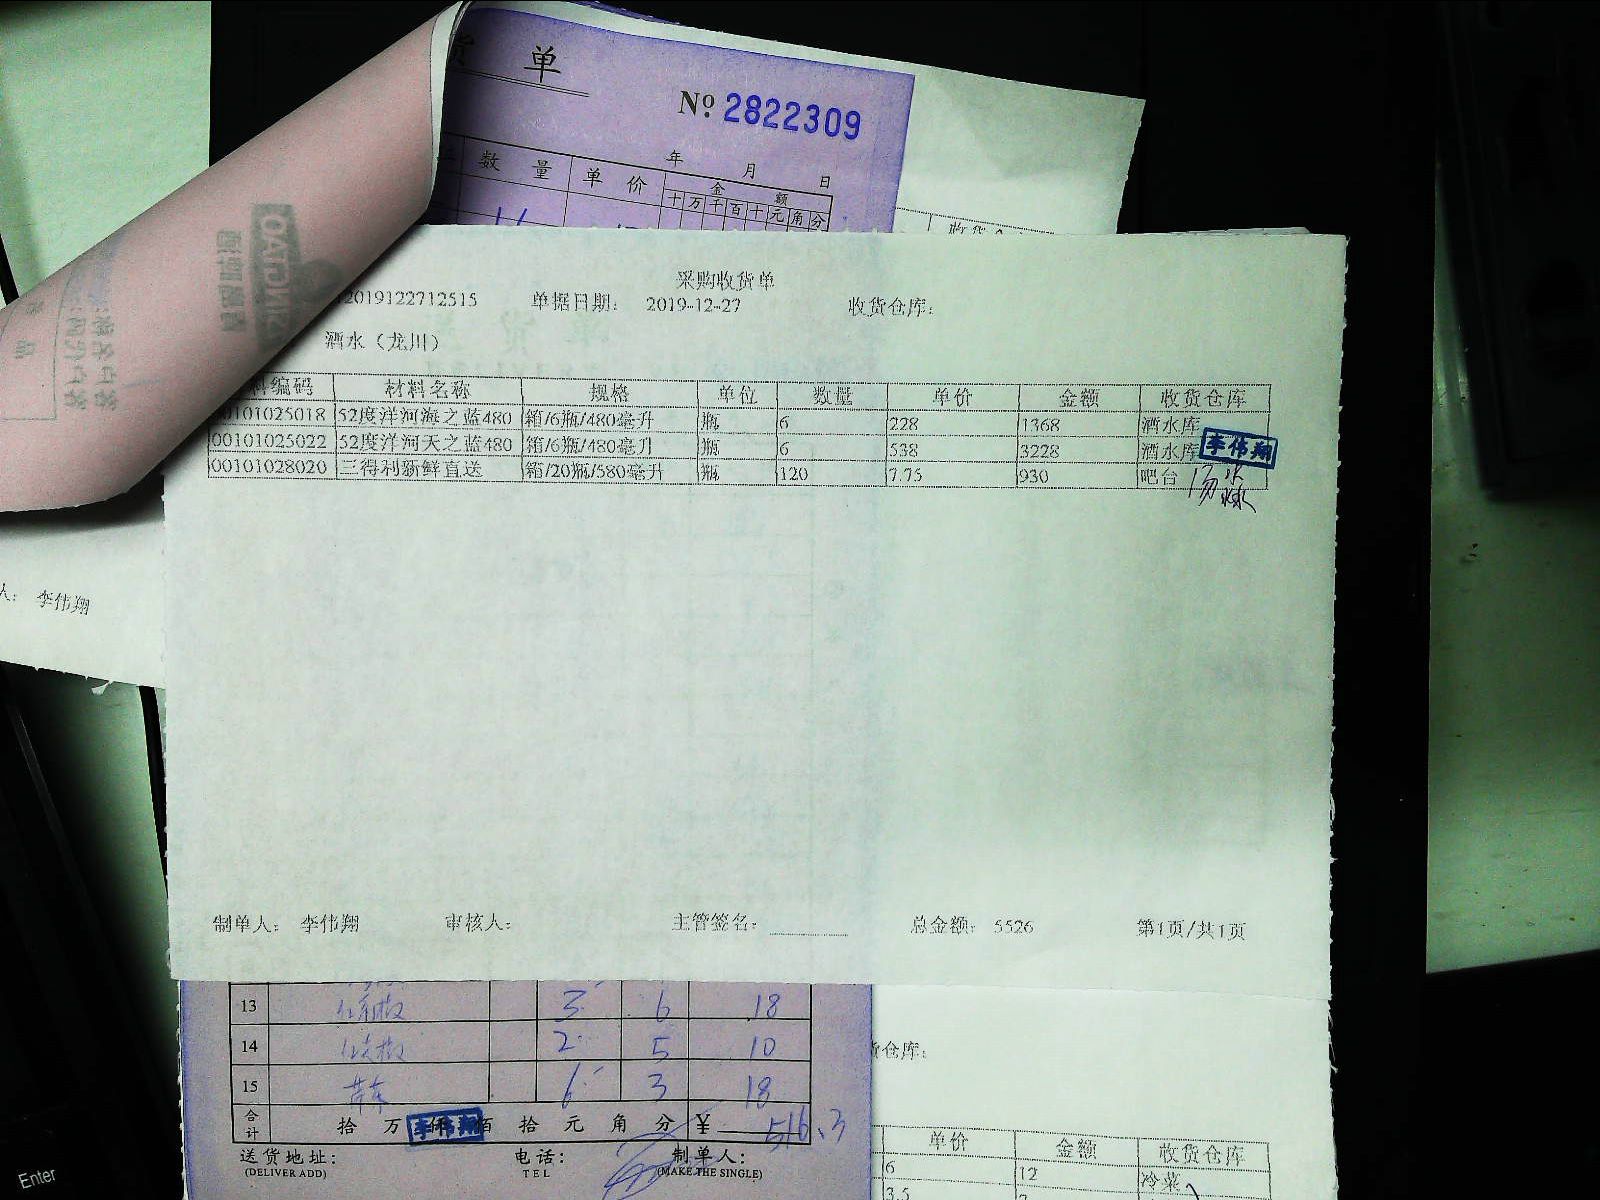 单
№ 2822309
年 月 日
数 量 单 价 金 额
十 万 千 百 十 元 角 分
采购收货单
2019122712515 单据日期: 2019-12-27 收货仓库:
酒水（龙川）
料编码 材料名称 规格 单位 数量 单价 金额 收货仓库
00101025018 52度洋河海之蓝480 箱/6瓶/480毫升 瓶 6 228 1368 酒水库
00101025022 52度洋河天之蓝480 箱/6瓶/480毫升 瓶 6 538 3228 酒水库
李伟翔
00101028020 三得利新鲜直送 箱/20瓶/580毫升 瓶 120 7.75 930 吧台
人: 李伟翔
制单人: 李伟翔 审核人: 主管签名: 总金额: 5526 第1页/共1页
13 3 6 18
14 2 5 10
15 6 3 18
合计 拾 万 佰 拾 元 角 分 ¥ 516.3
李伟翔
送货地址: 电话: 制单人:
(DELIVER ADD) TEL (MAKE THE SINGLE)
货仓库:
单价 金额 收货仓库
6 12 冷菜
3.5
Enter